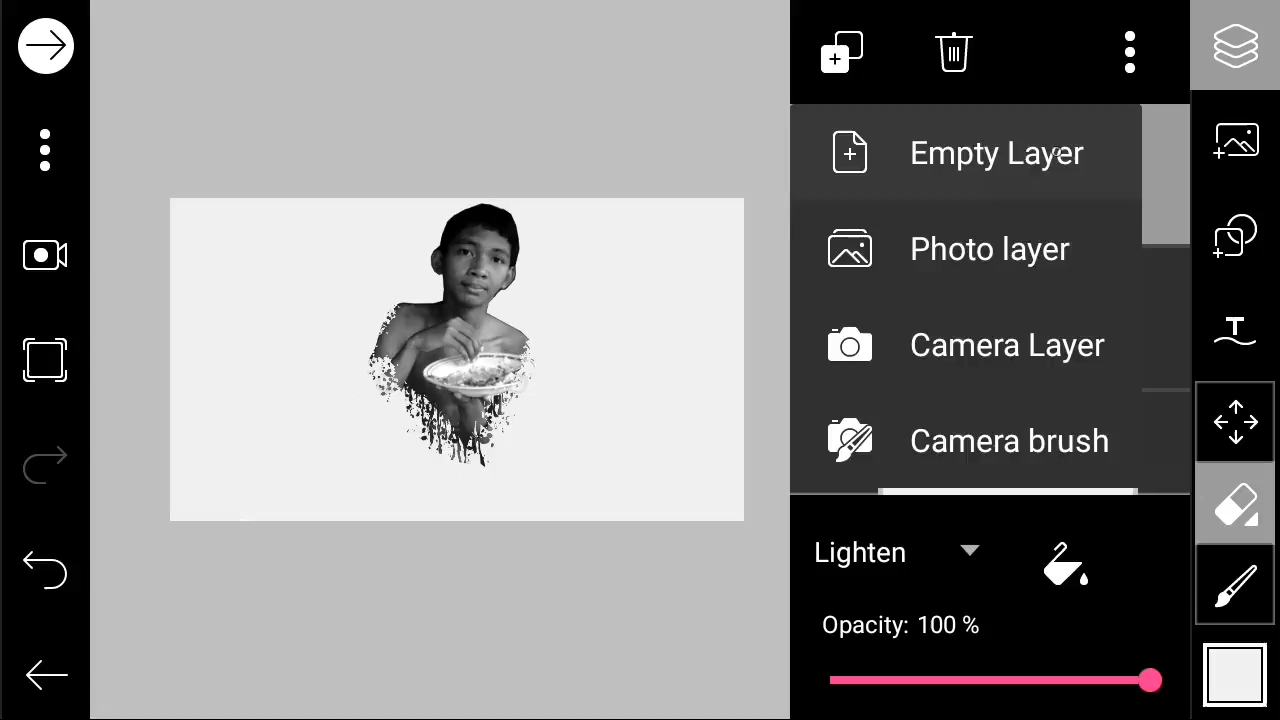 Empty Layer
Photo layer
Camera Layer
Camera brush
Lighten
Opacity: 100 %
T